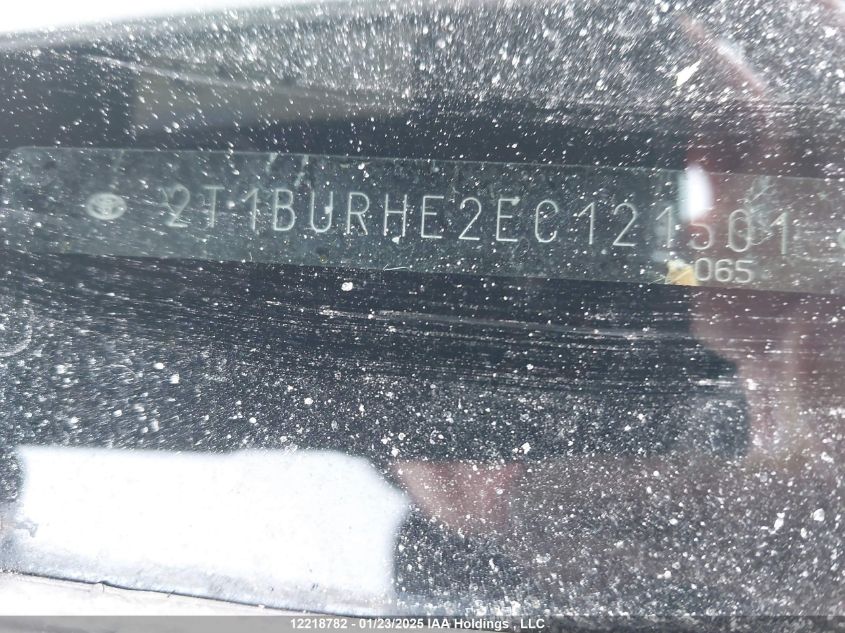 2T1BURHE2EC121501
065
12218782 - 01/23/2025 IAA Holdings , LLC